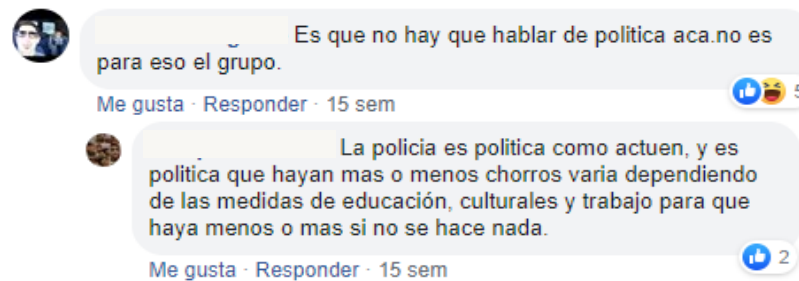 Es que no hay que hablar de politica aca.no es
para eso el grupo.
5
Me gusta · Responder · 15 sem
La policia es politica como actuen, y es
politica que hayan mas o menos chorros varia dependiendo
de las medidas de educación, culturales y trabajo para que
haya menos o mas si no se hace nada.
2
Me gusta · Responder · 15 sem